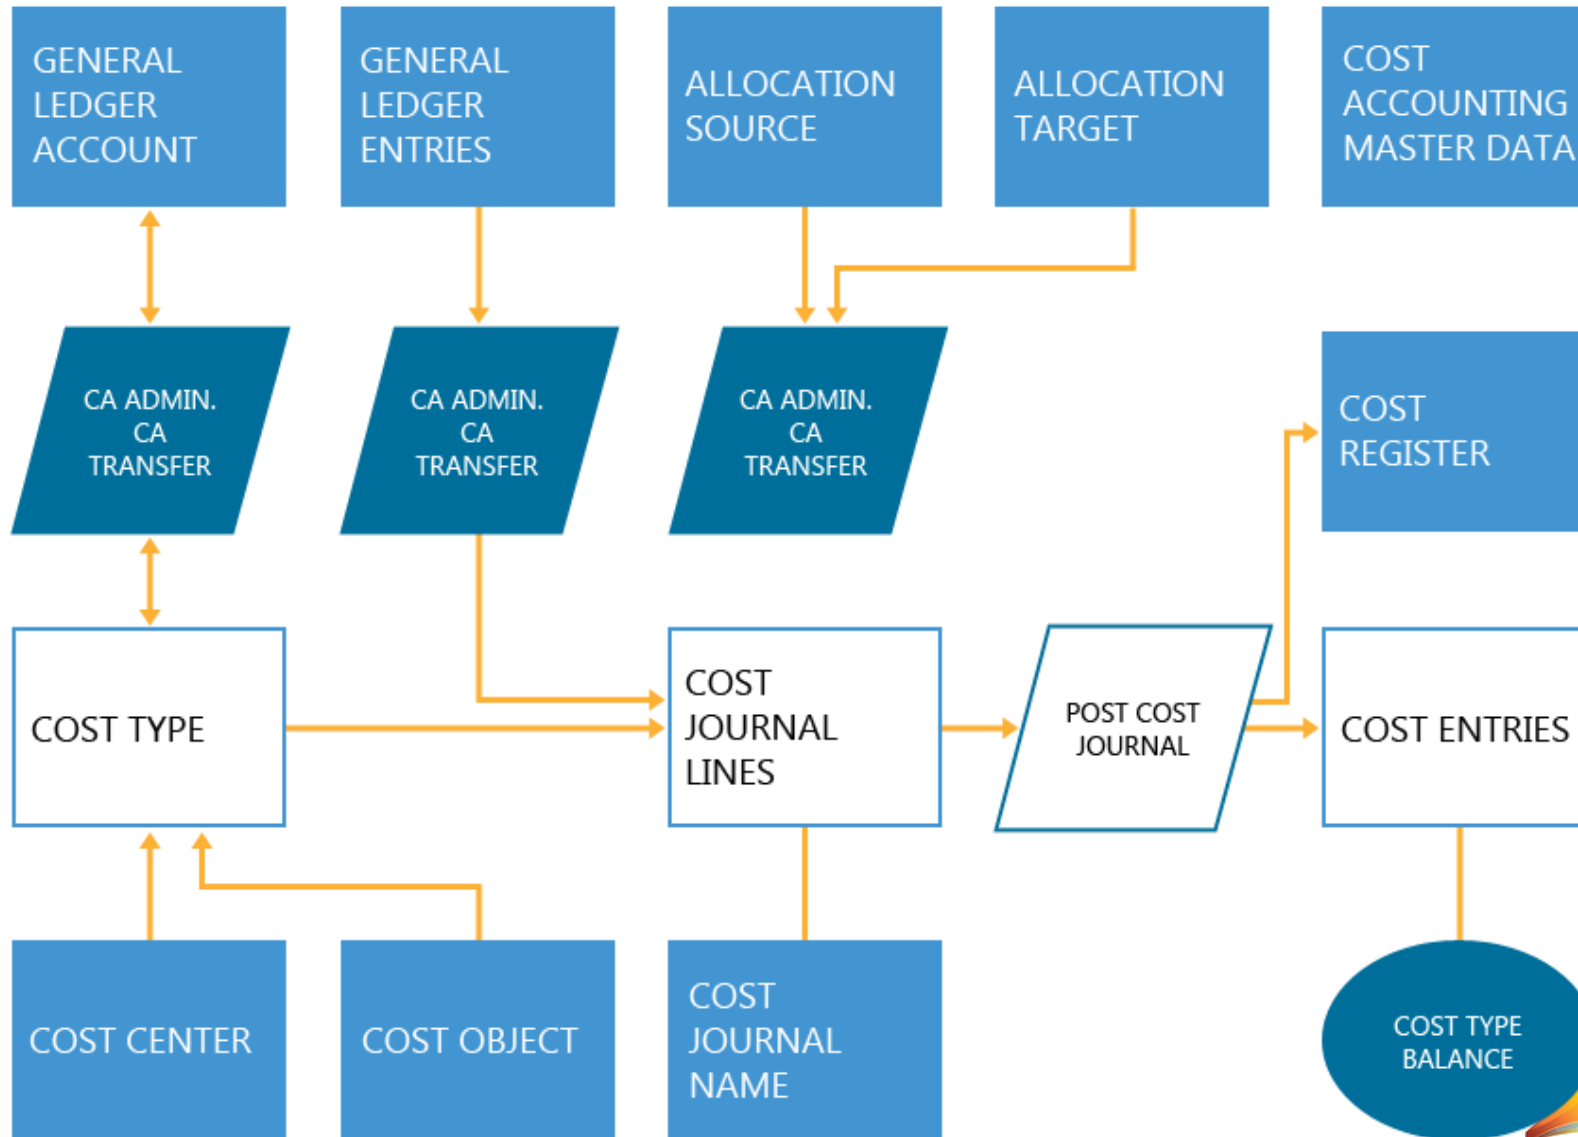 GENERAL
LEDGER
ACCOUNT
GENERAL
LEDGER
ENTRIES
ALLOCATION
SOURCE
ALLOCATION
TARGET
COST
ACCOUNTING
MASTER DATA
CA ADMIN.
CA
TRANSFER
CA ADMIN.
CA
TRANSFER
CA ADMIN.
CA
TRANSFER
COST
REGISTER
COST TYPE
COST
JOURNAL
LINES
POST COST
JOURNAL
COST ENTRIES
COST CENTER
COST OBJECT
COST
JOURNAL
NAME
COST TYPE
BALANCE